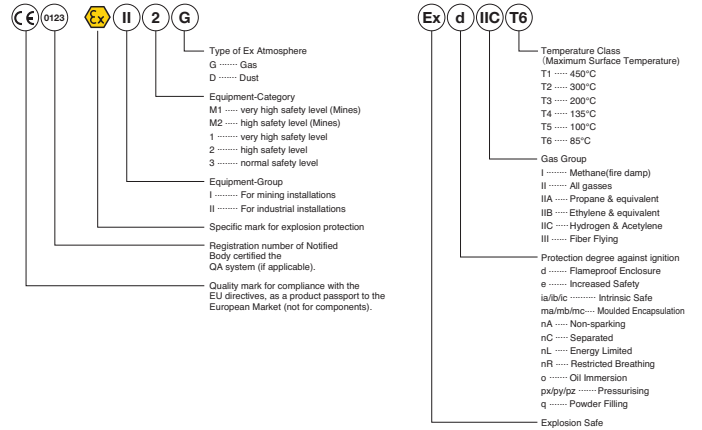 CE 0123 Ex II 2 G
Type of Ex Atmosphere
G ······· Gas
D ······· Dust
Equipment-Category
M1 ····· very high safety level (Mines)
M2 ····· high safety level (Mines)
1 ········ very high safety level
2 ········ high safety level
3 ········ normal safety level
Equipment-Group
I ········· For mining installations
II ········ For industrial installations
Specific mark for explosion protection
Registration number of Notified
Body certified the
QA system (if applicable).
Quality mark for compliance with the
EU directives, as a product passport to the
European Market (not for components).
Ex d IIC T6
Temperature Class
(Maximum Surface Temperature)
T1 ····· 450°C
T2 ····· 300°C
T3 ····· 200°C
T4 ····· 135°C
T5 ····· 100°C
T6 ····· 85°C
Gas Group
I ········ Methane(fire damp)
II ······· All gasses
IIA ····· Propane & equivalent
IIB ····· Ethylene & equivalent
IIC ····· Hydrogen & Acetylene
III ······ Fiber Flying
Protection degree against ignition
d ······· Flameproof Enclosure
e ······· Increased Safety
ia/ib/ic ·········· Intrinsic Safe
ma/mb/mc···· Moulded Encapsulation
nA ····· Non-sparking
nC ····· Separated
nL ····· Energy Limited
nR ····· Restricted Breathing
o ······· Oil Immersion
px/py/pz ······· Pressurising
q ······· Powder Filling
Explosion Safe